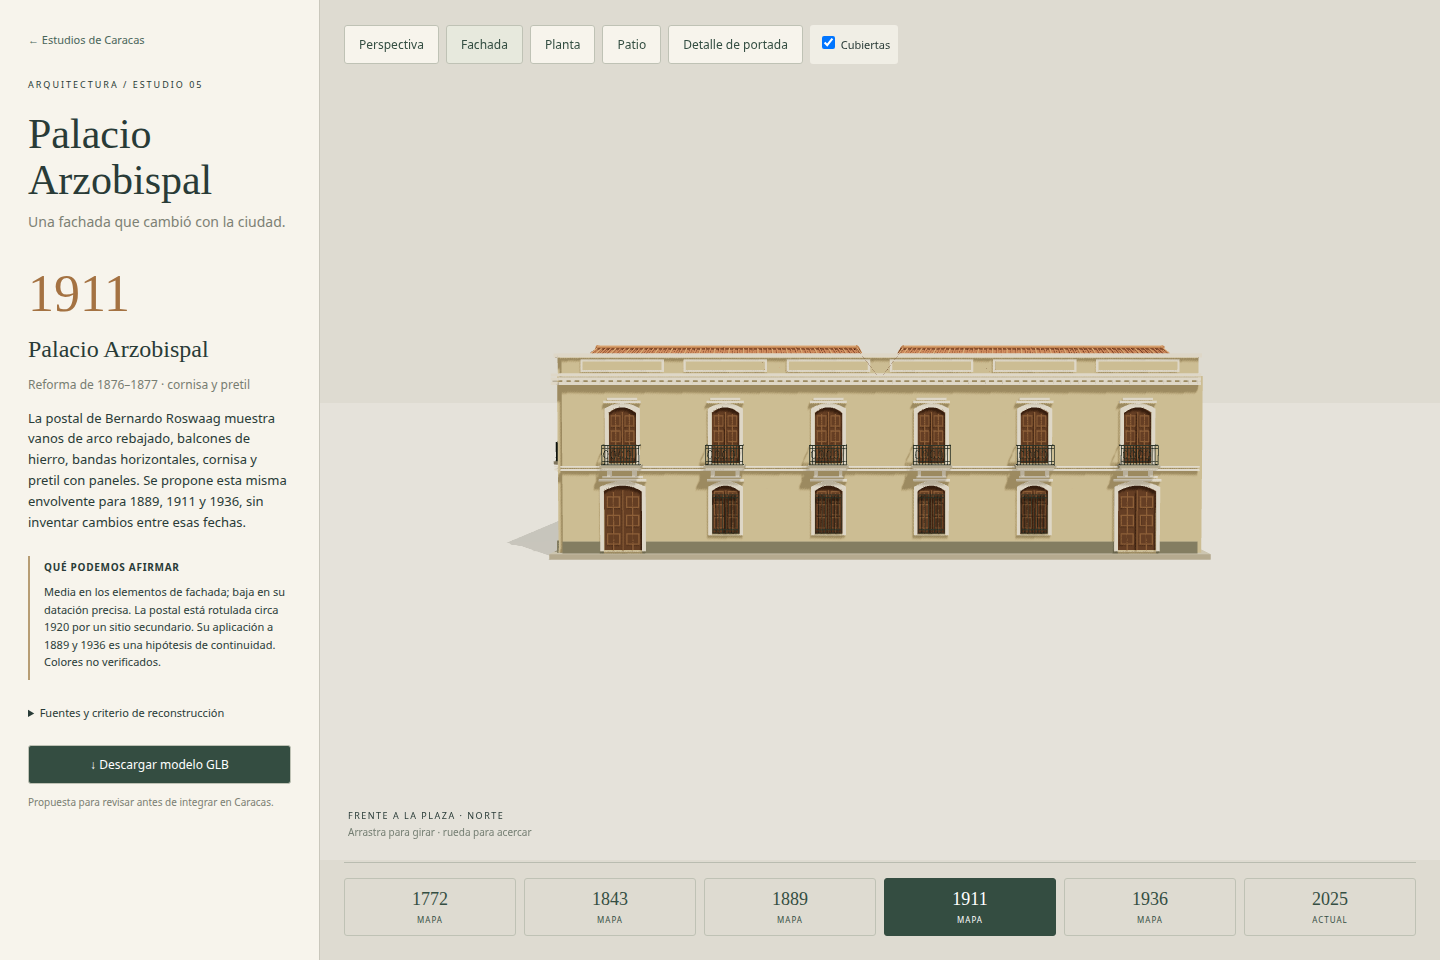 ← Estudios de Caracas
ARQUITECTURA / ESTUDIO 05
Palacio
Arzobispal
Una fachada que cambió con la ciudad.
1911
Palacio Arzobispal
Reforma de 1876–1877 · cornisa y pretil
La postal de Bernardo Roswaag muestra
vanos de arco rebajado, balcones de
hierro, bandas horizontales, cornisa y
pretil con paneles. Se propone esta misma
envolvente para 1889, 1911 y 1936, sin
inventar cambios entre esas fechas.
QUÉ PODEMOS AFIRMAR
Media en los elementos de fachada; baja en su
datación precisa. La postal está rotulada circa
1920 por un sitio secundario. Su aplicación a
1889 y 1936 es una hipótesis de continuidad.
Colores no verificados.
▶ Fuentes y criterio de reconstrucción
↓ Descargar modelo GLB
Propuesta para revisar antes de integrar en Caracas.
Perspectiva
Fachada
Planta
Patio
Detalle de portada
Cubiertas
FRENTE A LA PLAZA · NORTE
Arrastra para girar · rueda para acercar
1772
MAPA
1843
MAPA
1889
MAPA
1911
MAPA
1936
MAPA
2025
ACTUAL